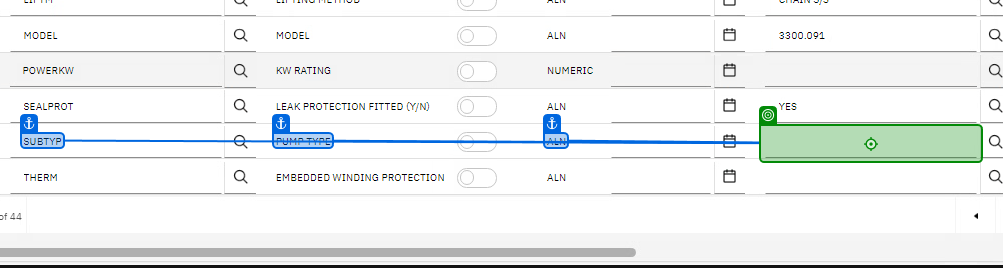 LIFTM LIFTING METHOD ALN CHAIN S/S
MODEL MODEL ALN 3300.091
POWERKW KW RATING NUMERIC
SEALPROT LEAK PROTECTION FITTED (Y/N) ALN YES
SUBTYP PUMP TYPE ALN
THERM EMBEDDED WINDING PROTECTION ALN
of 44